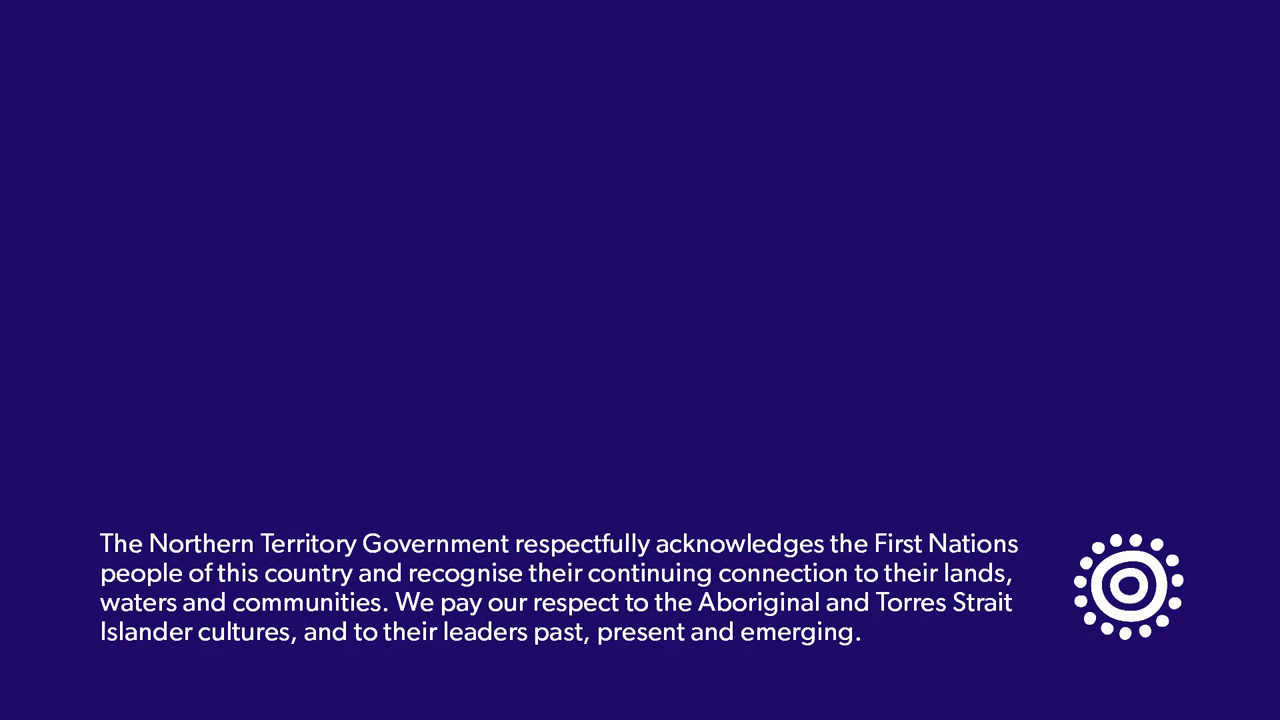 The Northern Territory Government respectfully acknowledges the First Nations
people of this country and recognise their continuing connection to their lands,
waters and communities. We pay our respect to the Aboriginal and Torres Strait
Islander cultures, and to their leaders past, present and emerging.